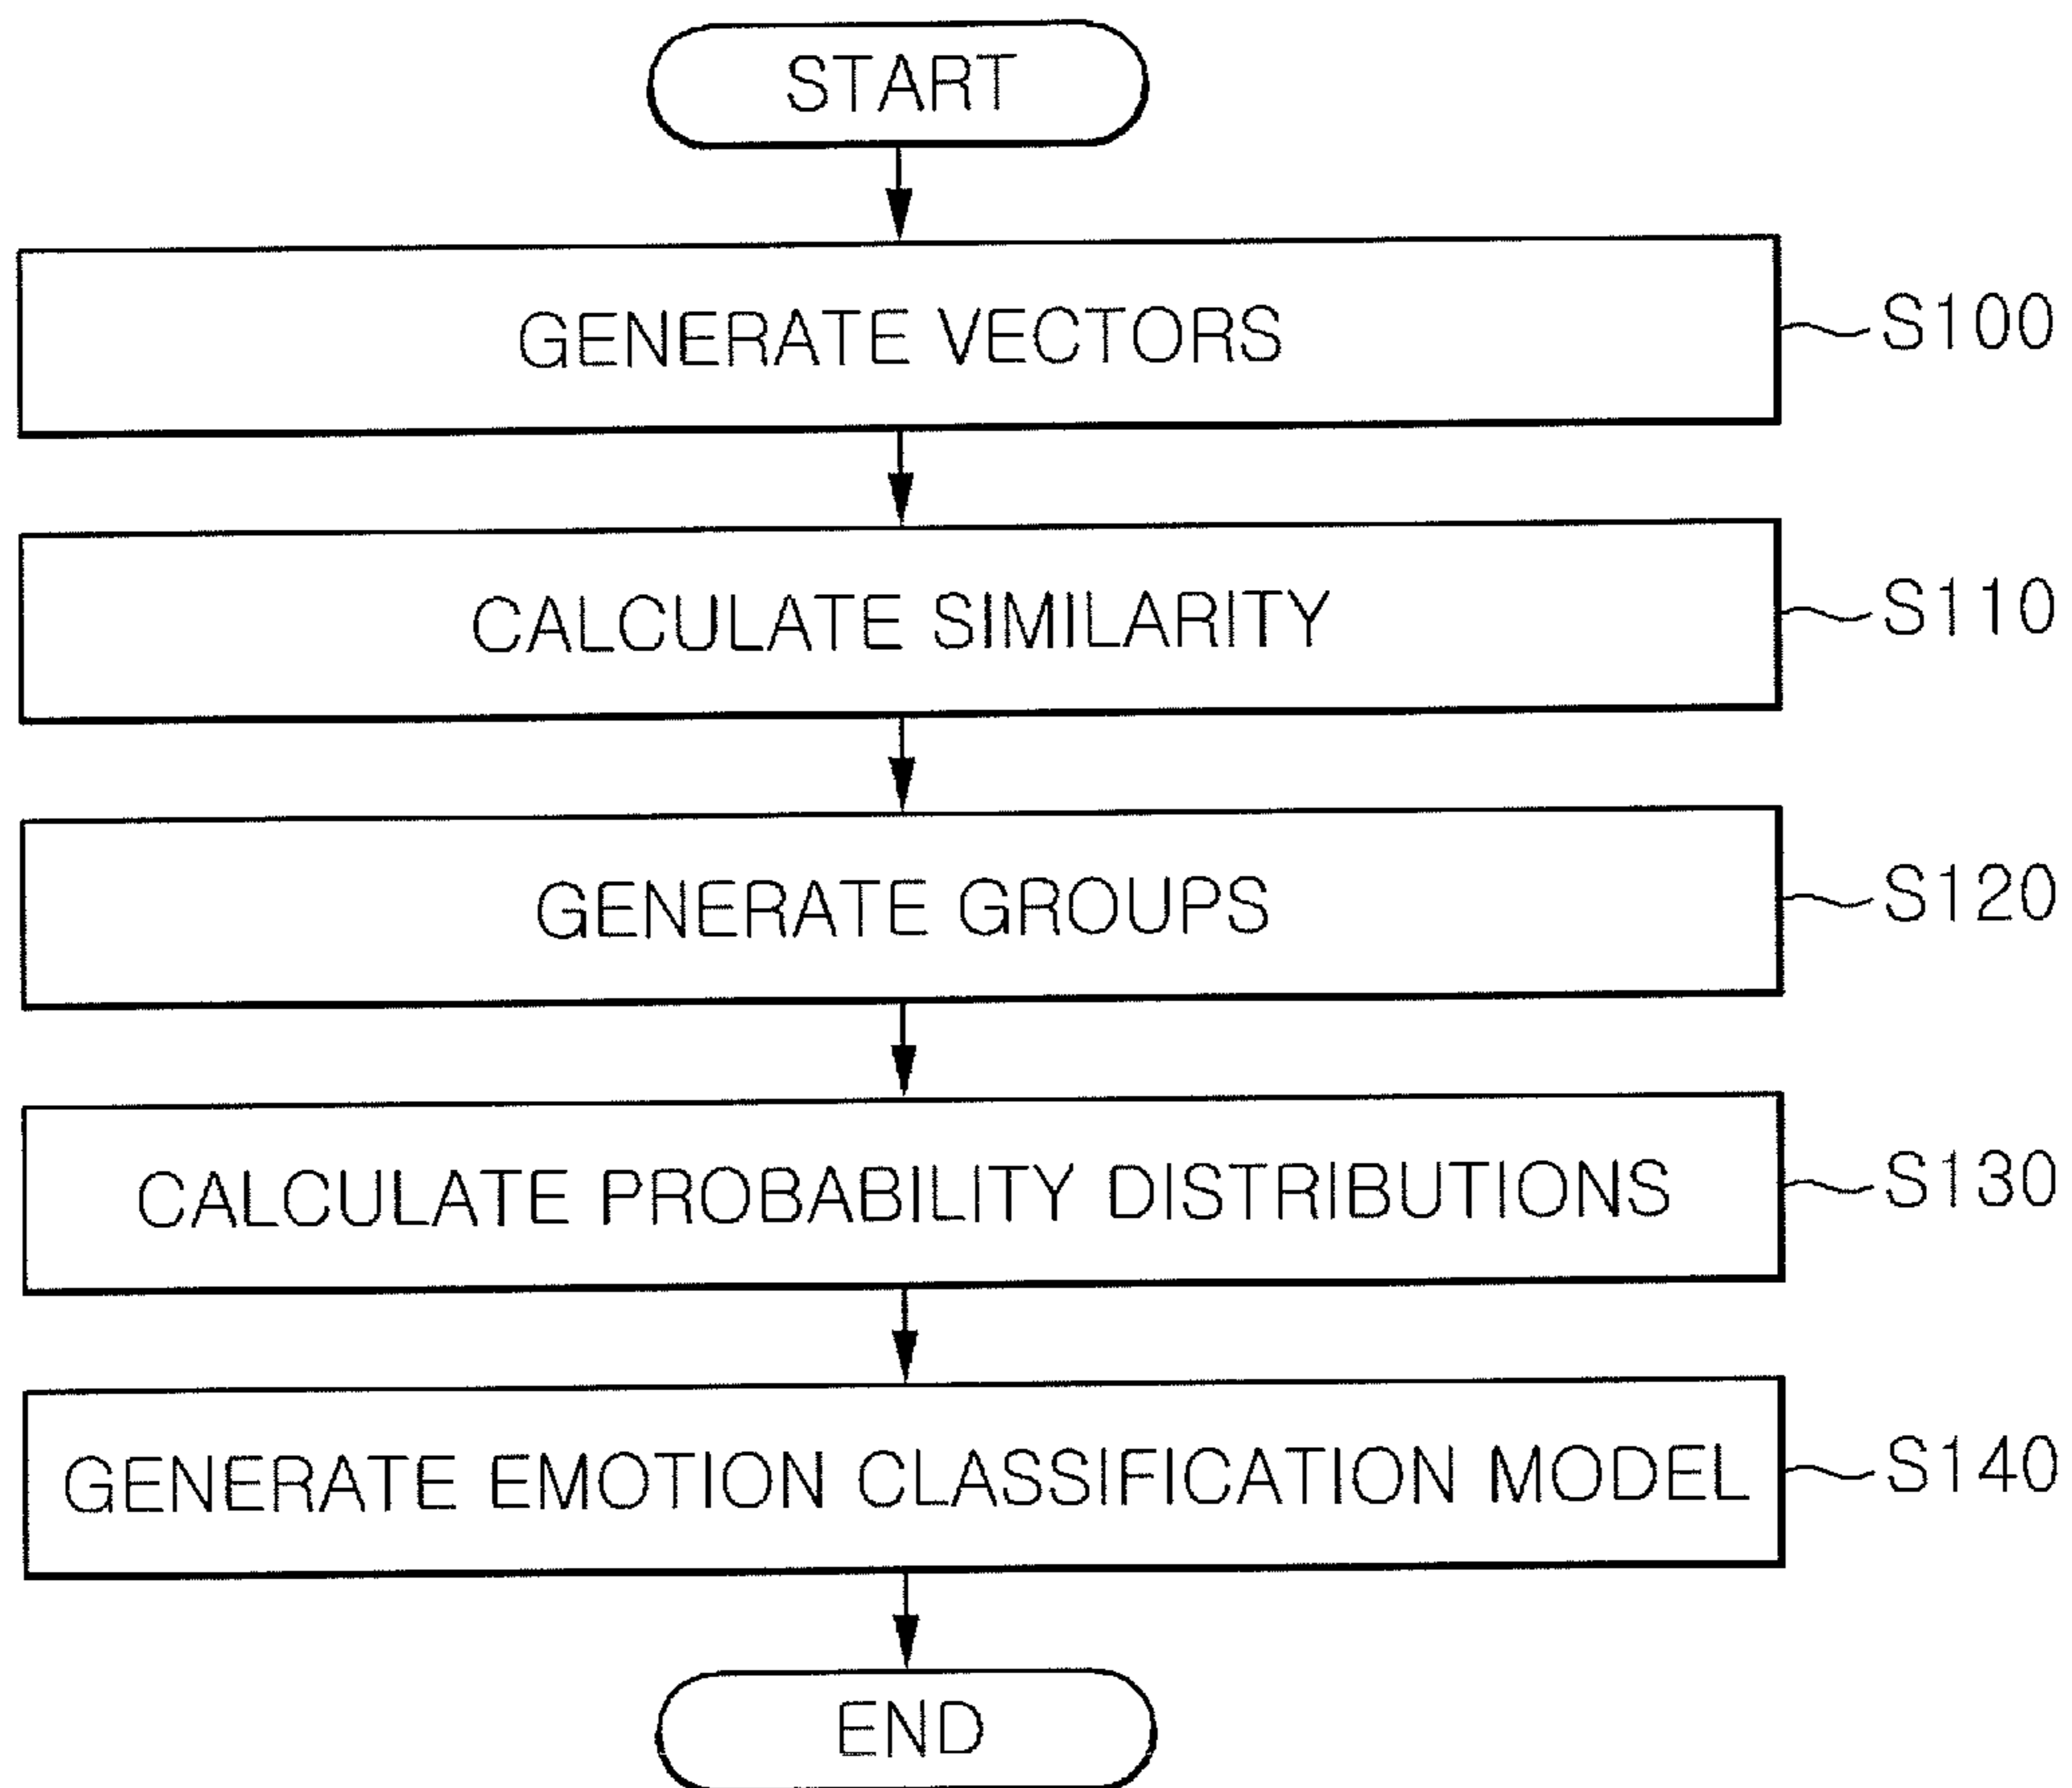 START
GENERATE VECTORS
S100
CALCULATE SIMILARITY
S110
GENERATE GROUPS
S120
CALCULATE PROBABILITY DISTRIBUTIONS
S130
GENERATE EMOTION CLASSIFICATION MODEL
S140
END